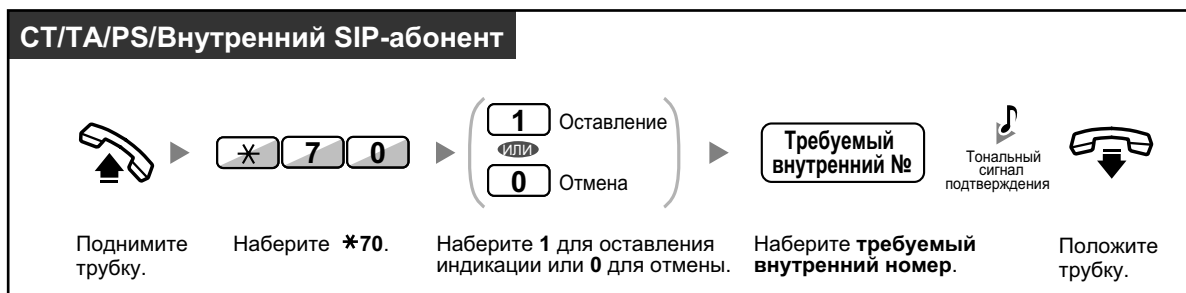 СТ/ТА/PS/Внутренний SIP-абонент
1 Оставление
или
0 Отмена
* 7 0
Требуемый
внутренний №
Тональный
сигнал
подтверждения
Поднимите
трубку.
Наберите *70.
Наберите 1 для оставления
индикации или 0 для отмены.
Наберите требуемый
внутренний номер.
Положите
трубку.